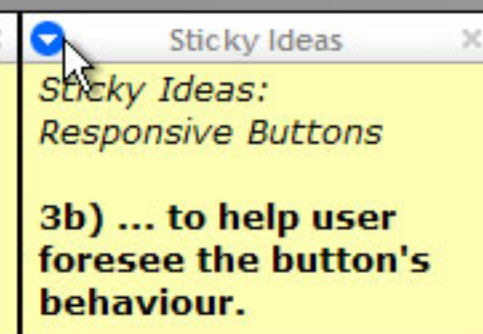 Sticky Ideas
Sticky Ideas:
Responsive Buttons
3b) ... to help user
foresee the button's
behaviour.